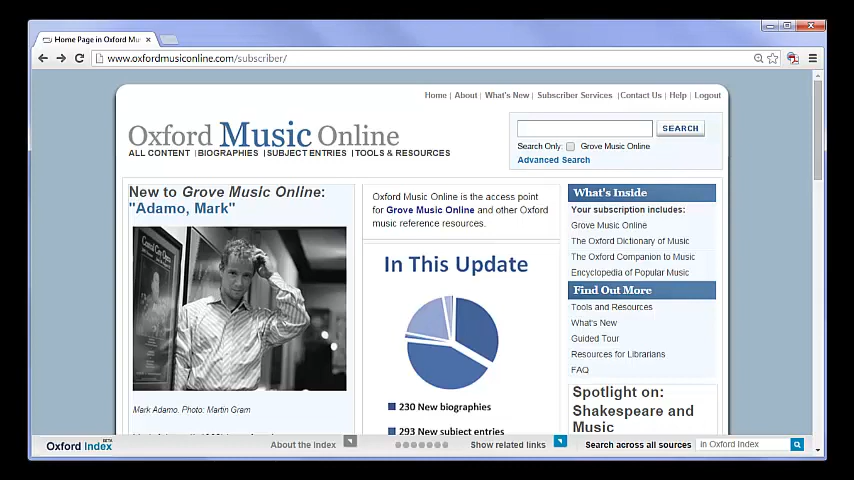 Home Page in Oxford Mu
www.oxfordmusiconline.com/subscriber/
Home | About | What's New | Subscriber Services | Contact Us | Help | Logout
Oxford Music Online
ALL CONTENT | BIOGRAPHIES | SUBJECT ENTRIES | TOOLS & RESOURCES
SEARCH
Search Only: Grove Music Online
Advanced Search
New to Grove Music Online:
"Adamo, Mark"
Mark Adamo. Photo: Martin Gram
Oxford Music Online is the access point
for Grove Music Online and other Oxford
music reference resources.
In This Update
230 New biographies
293 New subject entries
What's Inside
Your subscription includes:
Grove Music Online
The Oxford Dictionary of Music
The Oxford Companion to Music
Encyclopedia of Popular Music
Find Out More
Tools and Resources
What's New
Guided Tour
Resources for Librarians
FAQ
Spotlight on:
Shakespeare and
Music
Oxford Index BETA
About the Index
Show related links
Search across all sources
in Oxford Index